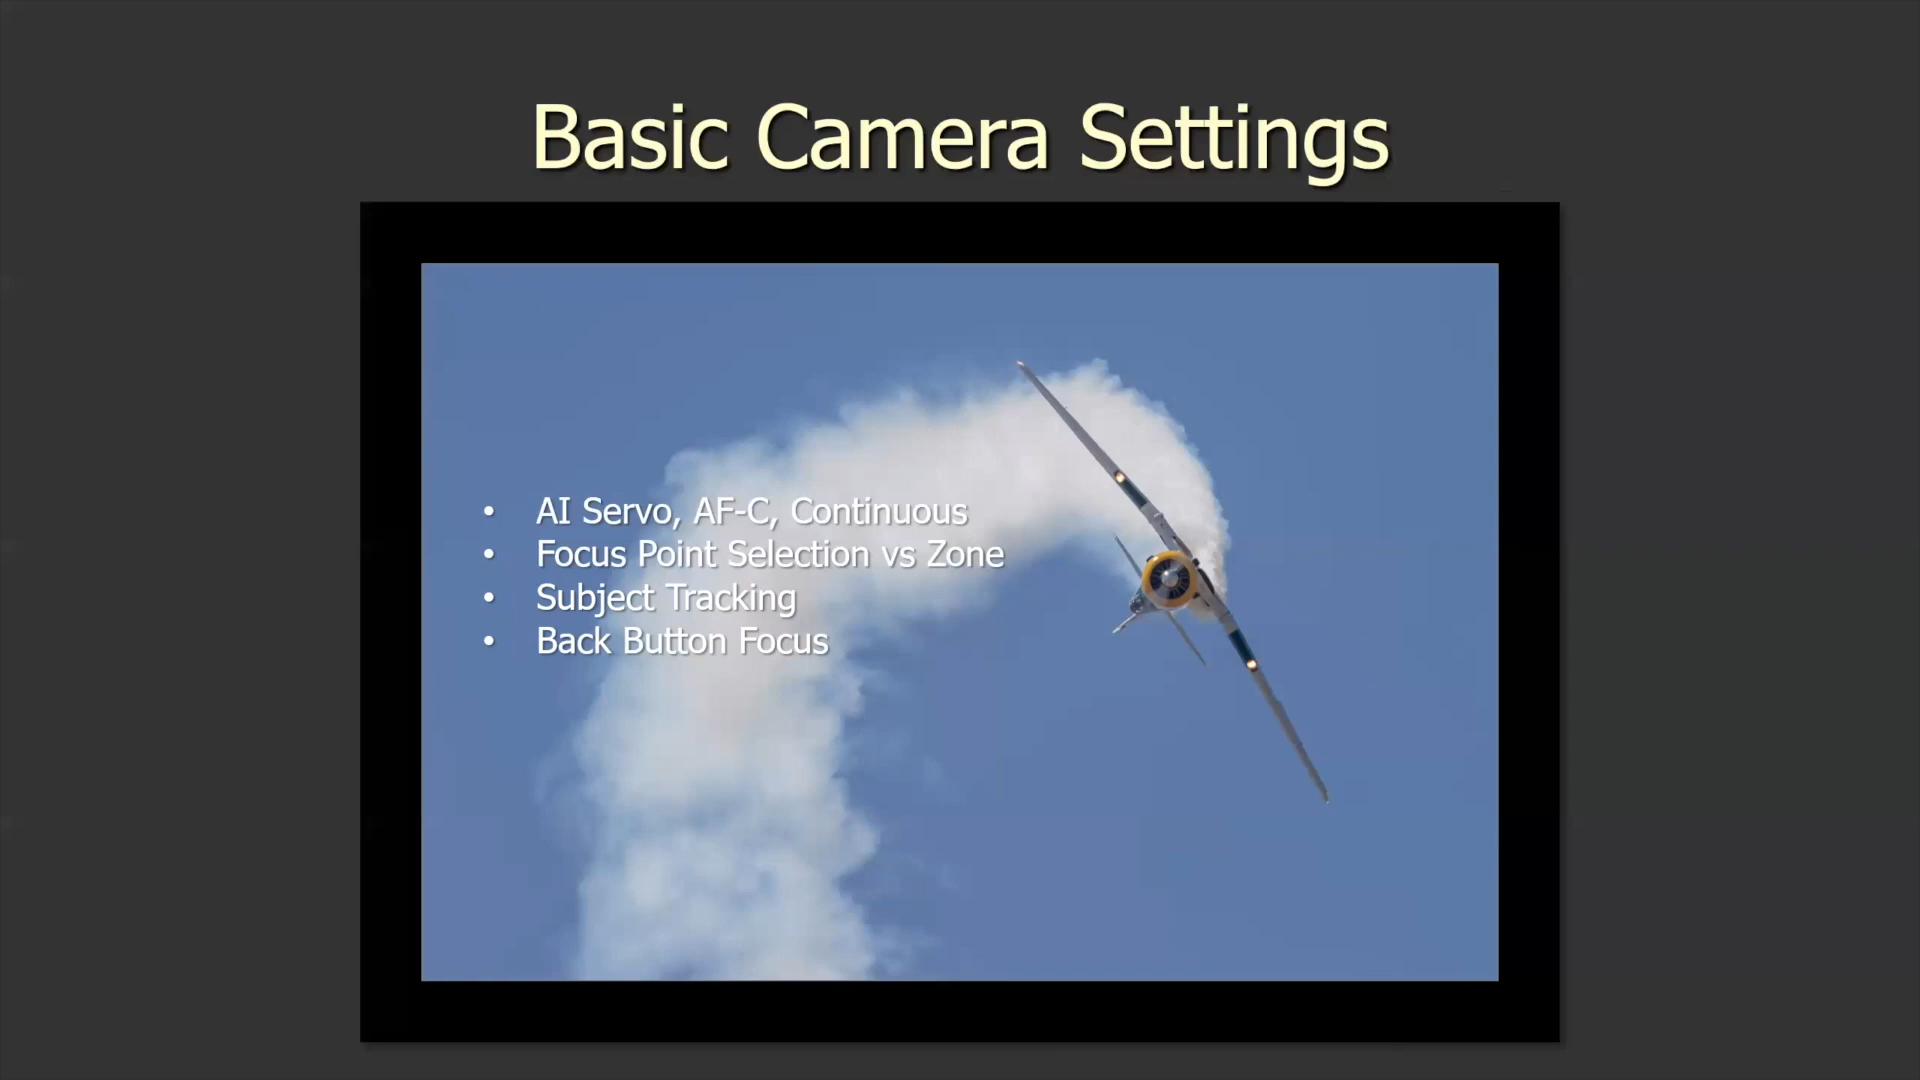 Basic Camera Settings
• AI Servo, AF-C, Continuous
• Focus Point Selection vs Zone
• Subject Tracking
• Back Button Focus